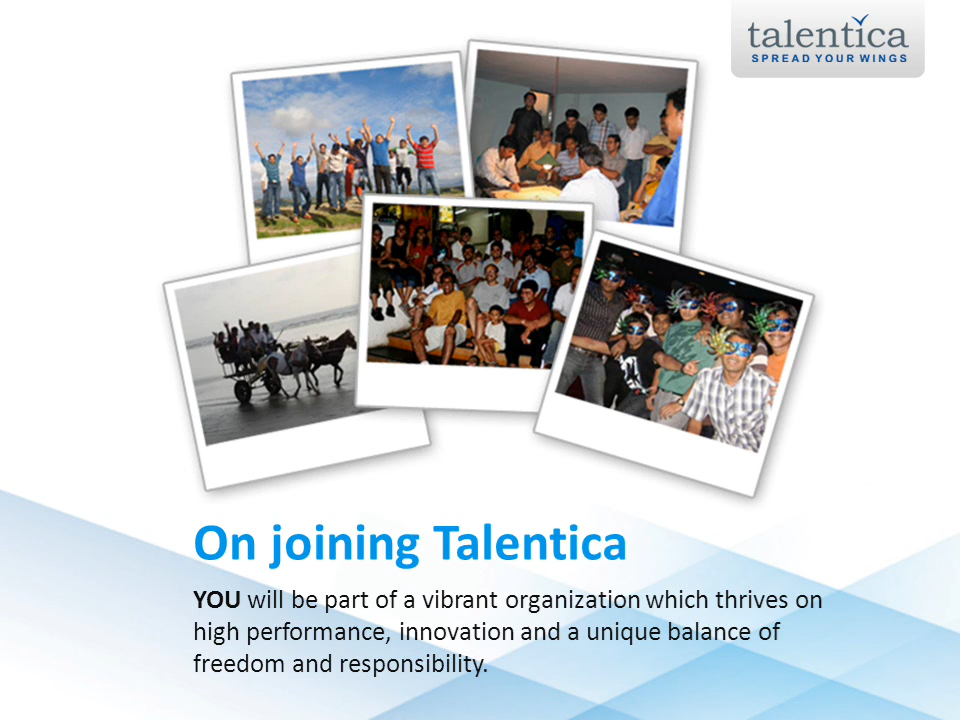 talentica
SPREAD YOUR WINGS
On joining Talentica
YOU will be part of a vibrant organization which thrives on
high performance, innovation and a unique balance of
freedom and responsibility.